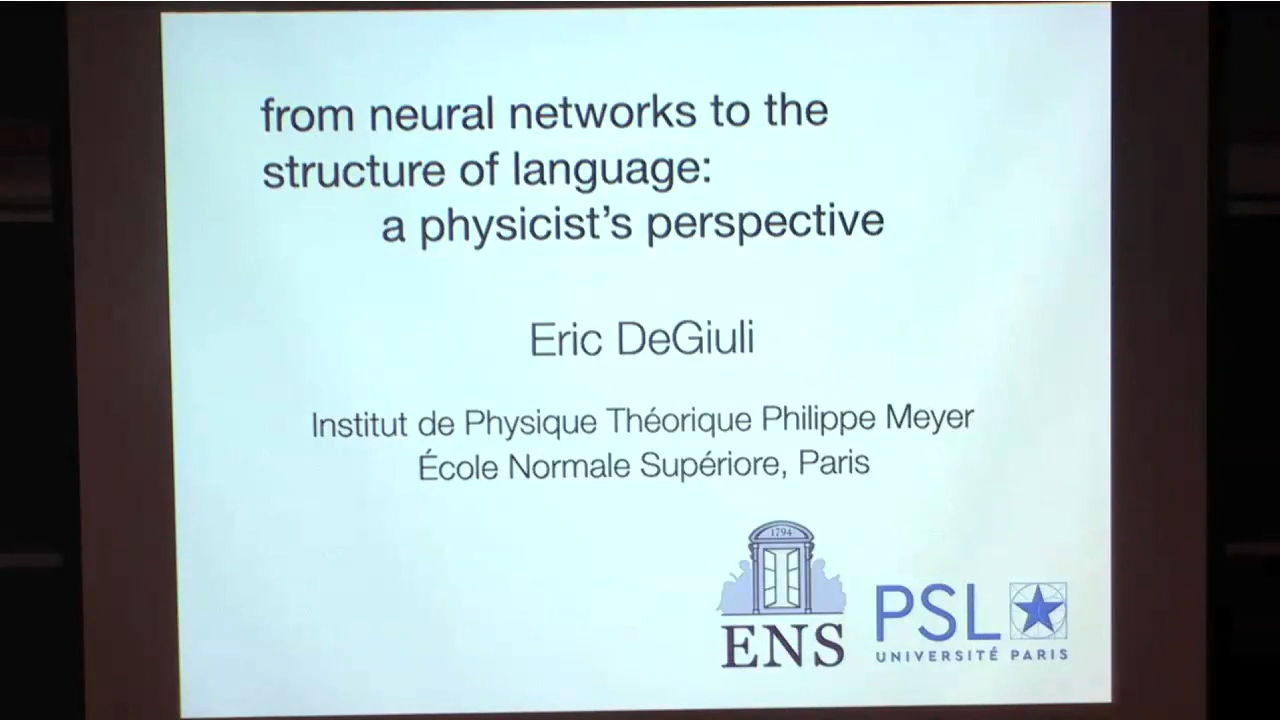 from neural networks to the
structure of language:
a physicist's perspective
Eric DeGiuli
Institut de Physique Théorique Philippe Meyer
École Normale Supériore, Paris
1794
ENS
PSL
UNIVERSITÉ PARIS